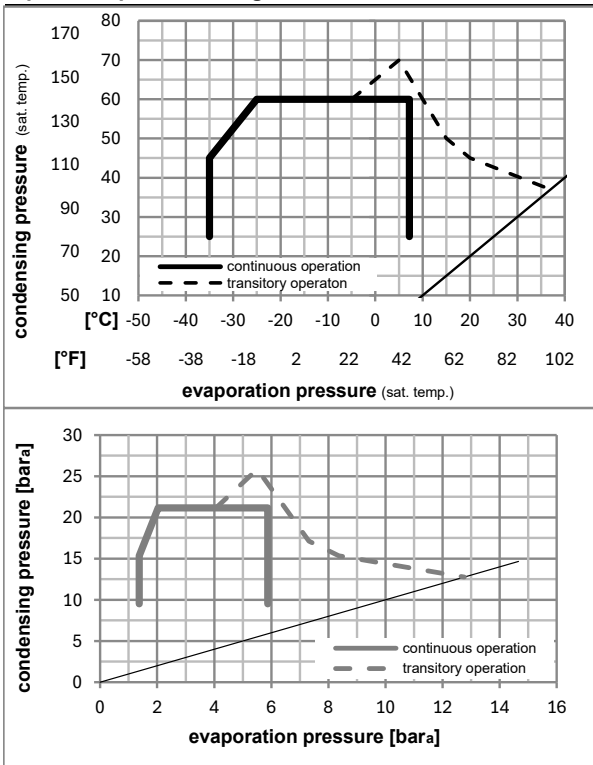 condensing pressure (sat. temp.)
170 80
70
150 60
130 50
110 40
90 30
70 20
50 10
continuous operation
transitory operaton
[°C] -50 -40 -30 -20 -10 0 10 20 30 40
[°F] -58 -38 -18 2 22 42 62 82 102
evaporation pressure (sat. temp.)
condensing pressure [bara]
30
25
20
15
10
5
0
continuous operation
transitory operation
0 2 4 6 8 10 12 14 16
evaporation pressure [bara]